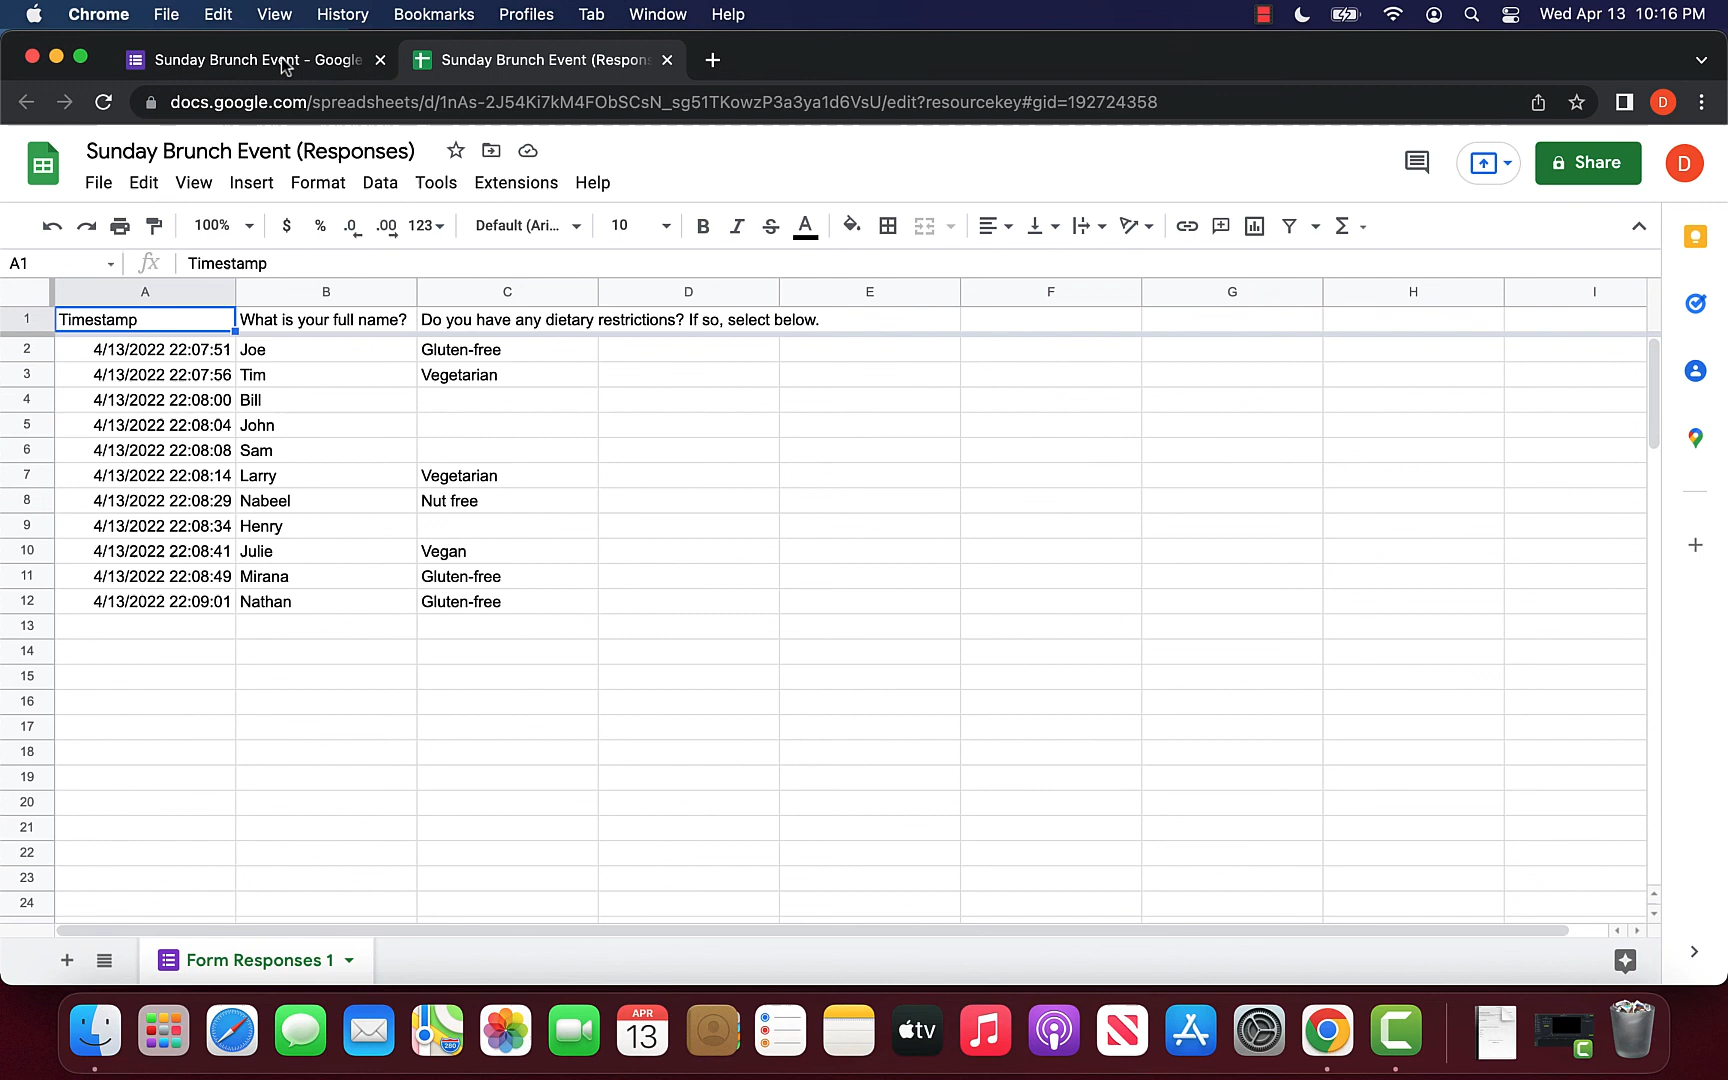 Chrome File Edit View History Bookmarks Profiles Tab Window Help Wed Apr 13 10:16 PM
Sunday Brunch Event - Google Sunday Brunch Event (Respons
docs.google.com/spreadsheets/d/1nAs-2J54Ki7kM4FObSCsN_sg51TKowzP3a3ya1d6VsU/edit?resourcekey#gid=192724358 D
Sunday Brunch Event (Responses) Share D
File Edit View Insert Format Data Tools Extensions Help
100% $ % .0 .00 123 Default (Ari... 10 B I S A Σ
A1 fx Timestamp
A B C D E F G H I
1 Timestamp What is your full name? Do you have any dietary restrictions? If so, select below.
2 4/13/2022 22:07:51 Joe Gluten-free
3 4/13/2022 22:07:56 Tim Vegetarian
4 4/13/2022 22:08:00 Bill
5 4/13/2022 22:08:04 John
6 4/13/2022 22:08:08 Sam
7 4/13/2022 22:08:14 Larry Vegetarian
8 4/13/2022 22:08:29 Nabeel Nut free
9 4/13/2022 22:08:34 Henry
10 4/13/2022 22:08:41 Julie Vegan
11 4/13/2022 22:08:49 Mirana Gluten-free
12 4/13/2022 22:09:01 Nathan Gluten-free
13
14
15
16
17
18
19
20
21
22
23
24
Form Responses 1
280 APR 13 tv